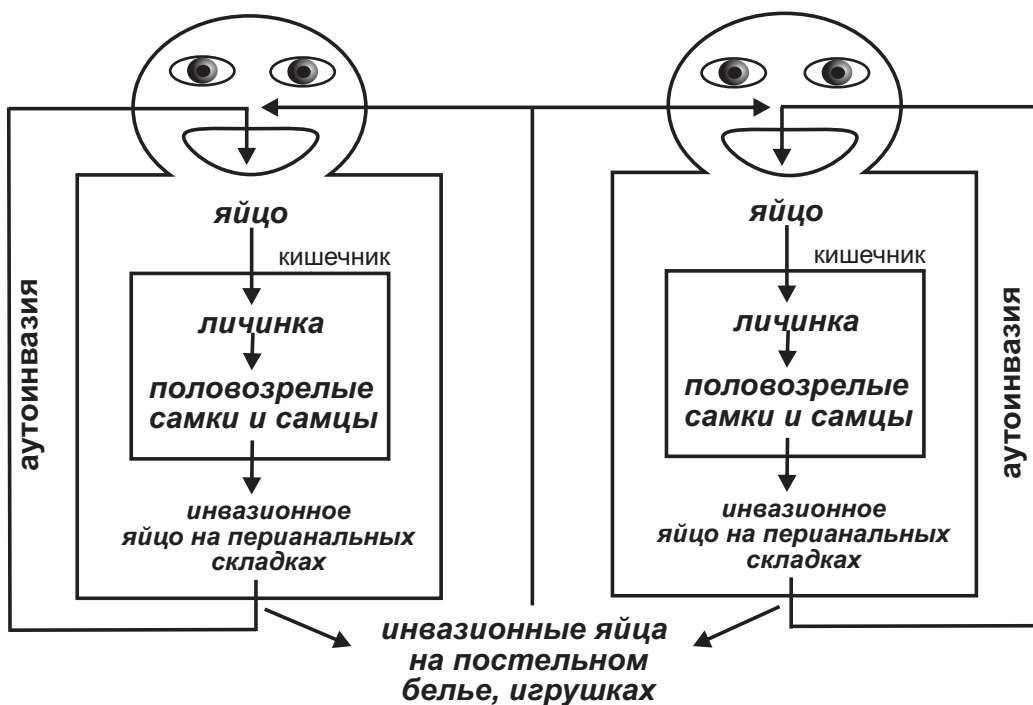 яйцо
кишечник
личинка
половозрелые
самки и самцы
инвазионное
яйцо на перианальных
складках
аутоинвазия
яйцо
кишечник
личинка
половозрелые
самки и самцы
инвазионное
яйцо на перианальных
складках
аутоинвазия
инвазионные яйца
на постельном
белье, игрушках